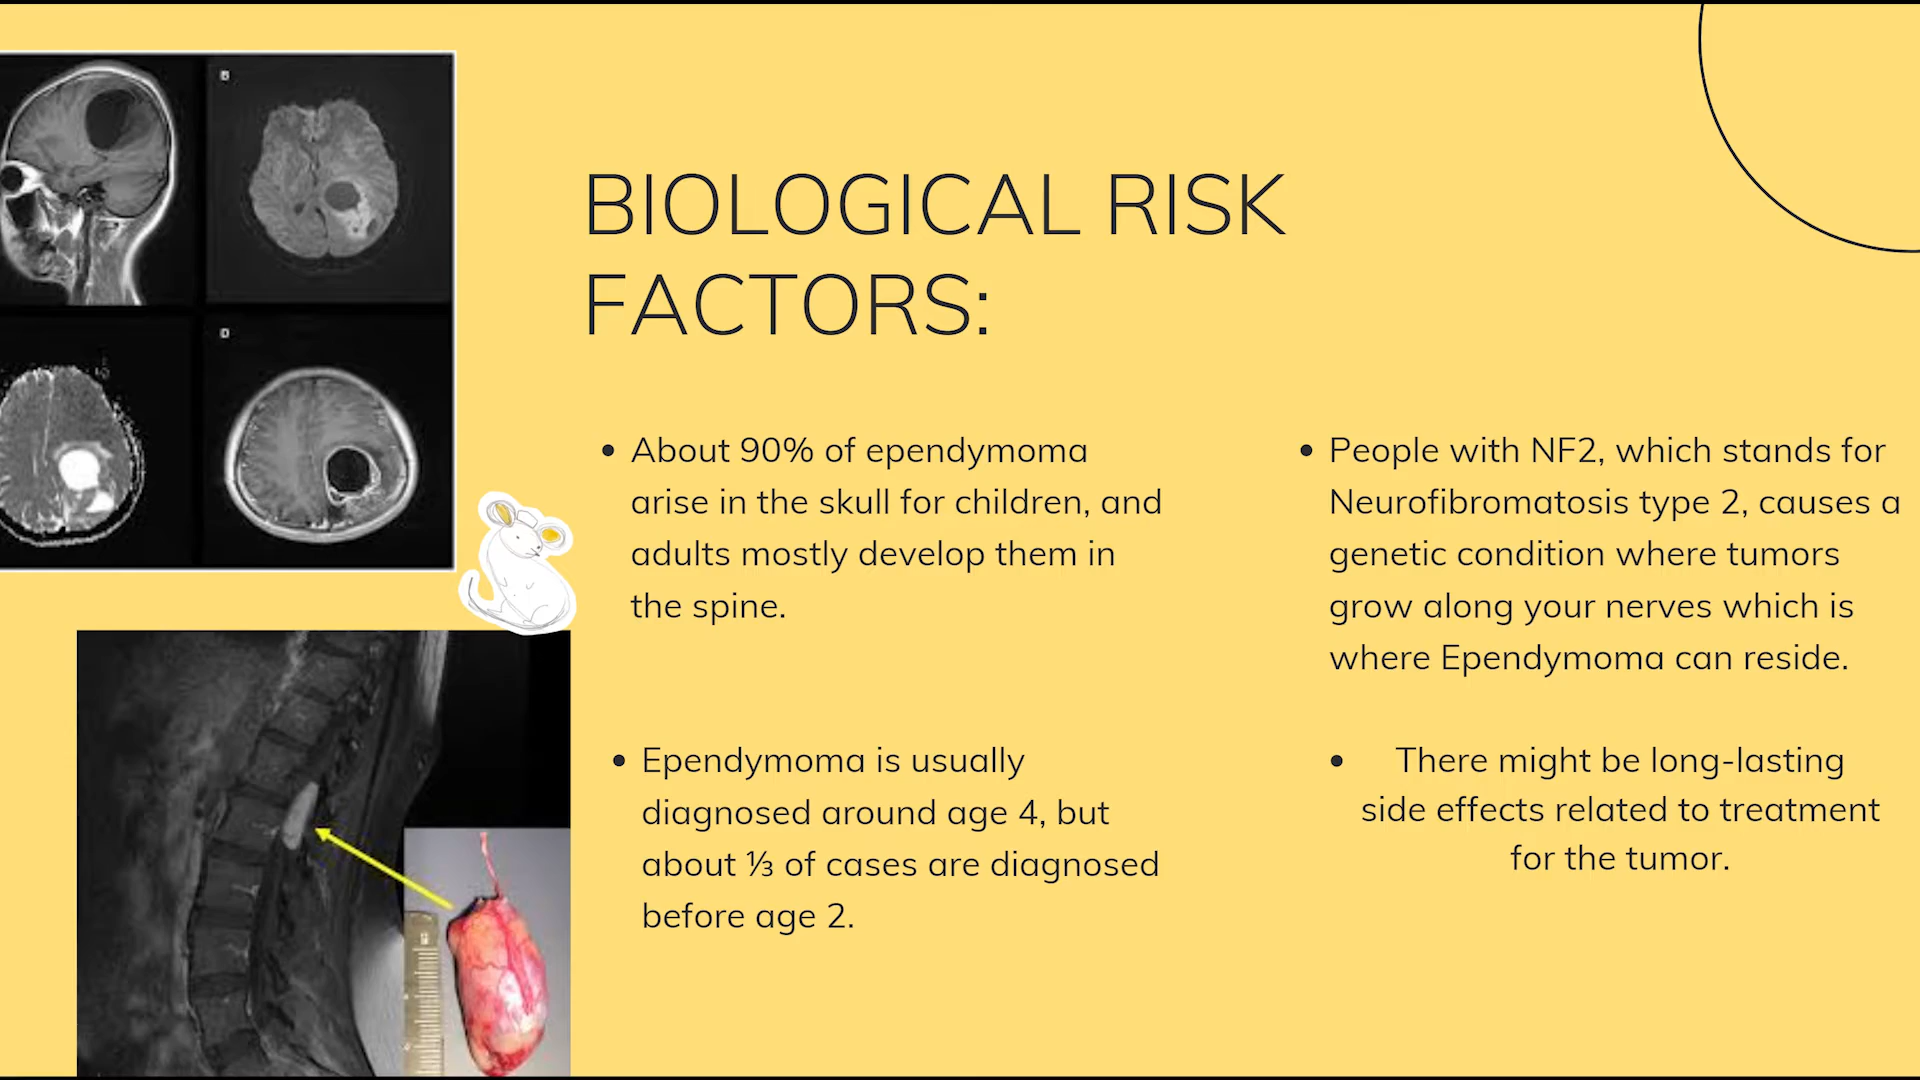 BIOLOGICAL RISK
FACTORS:
• About 90% of ependymoma
arise in the skull for children, and
adults mostly develop them in
the spine.
• Ependymoma is usually
diagnosed around age 4, but
about ⅓ of cases are diagnosed
before age 2.
• People with NF2, which stands for
Neurofibromatosis type 2, causes a
genetic condition where tumors
grow along your nerves which is
where Ependymoma can reside.
• There might be long-lasting
side effects related to treatment
for the tumor.